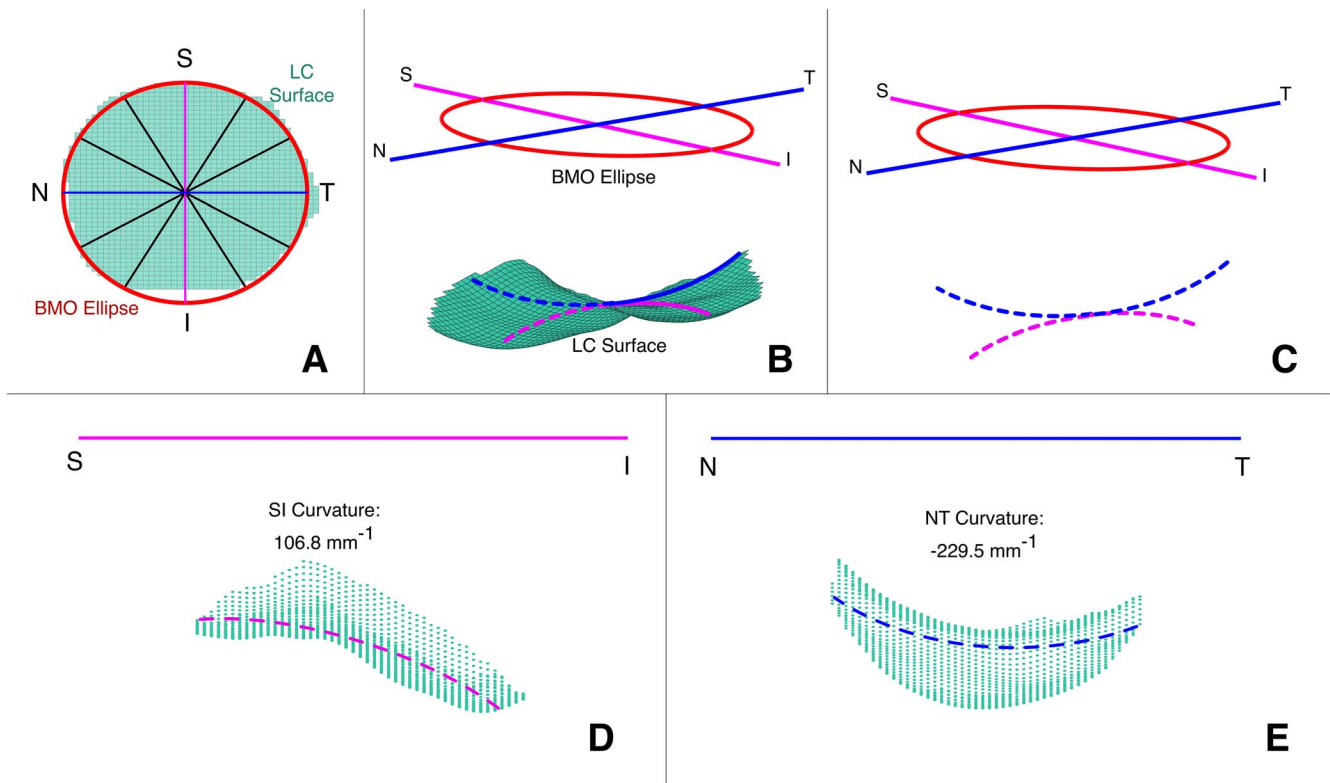 S
LC
Surface
N
T
BMO Ellipse
I
A
S
T
N
I
BMO Ellipse
LC Surface
B
S
T
N
I
C
S
I
SI Curvature:
106.8 mm-1
D
N
T
NT Curvature:
-229.5 mm-1
E